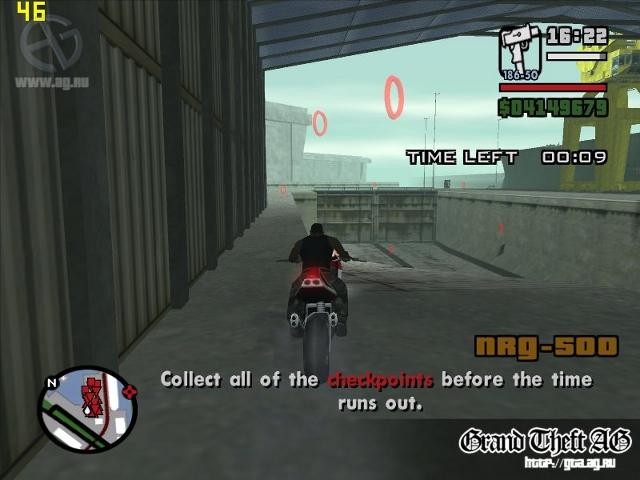 46
AG
www.ag.ru
16:22
186-50
$04149679
TIME LEFT 00:09
NRG-500
N
Collect all of the checkpoints before the time
runs out.
Grand Theft AG
http://gta.ag.ru